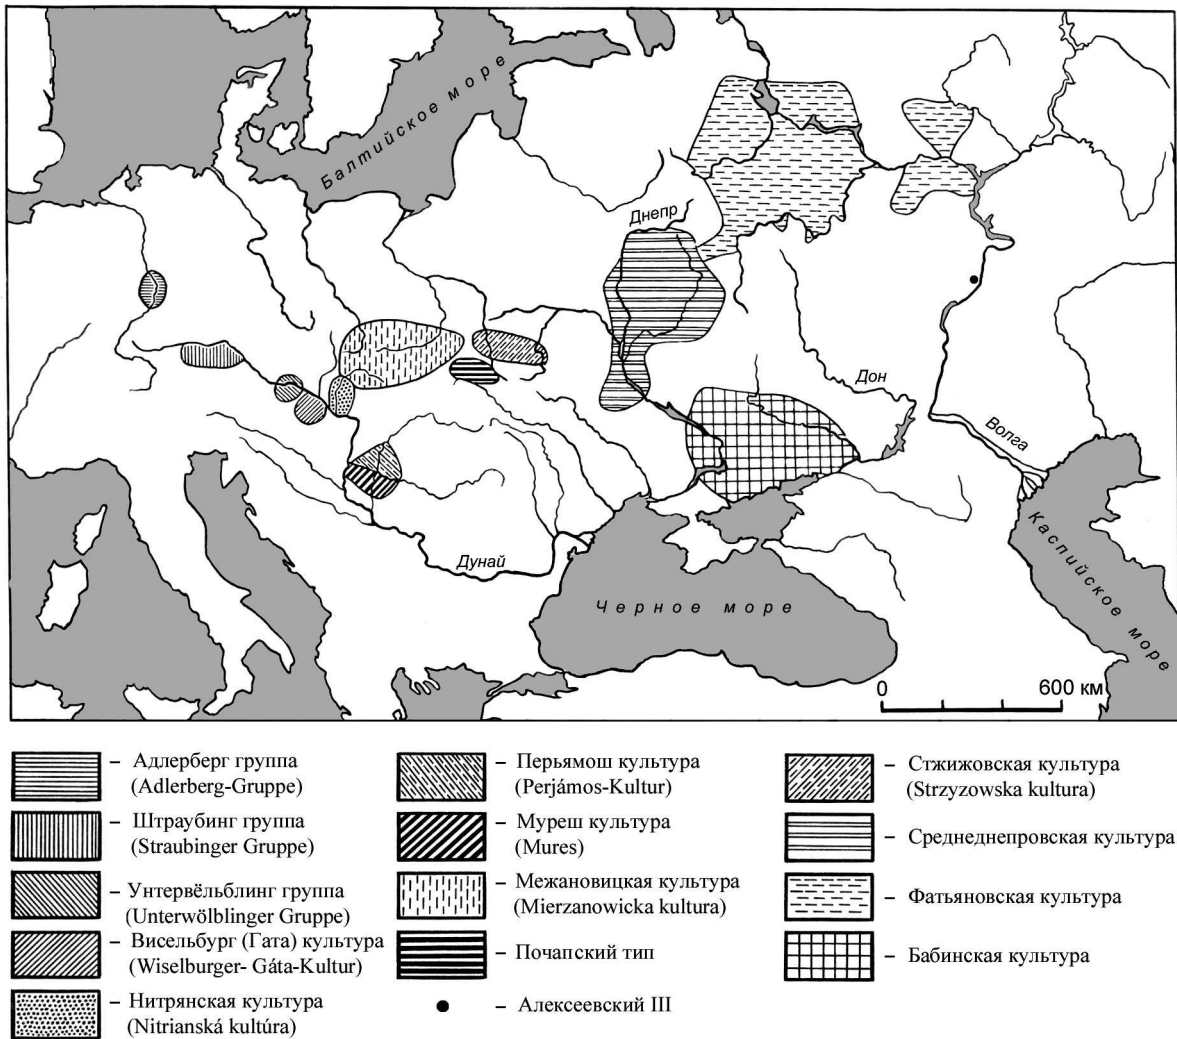 Балтийское море
Днепр
Дон
Волга
Каспийское море
Дунай
Черное море
0 600 км
– Адлерберг группа
(Adlerberg-Gruppe)
– Штраубинг группа
(Straubinger Gruppe)
– Унтервёльблинг группа
(Unterwölblinger Gruppe)
– Висельбург (Гата) культура
(Wiselburger- Gáta-Kultur)
– Нитрянская культура
(Nitrianská kultúra)
– Перьямош культура
(Perjámos-Kultur)
– Муреш культура
(Mures)
– Межановицкая культура
(Mierzanowicka kultura)
– Почапский тип
– Алексеевский III
– Стжижовская культура
(Strzyzowska kultura)
– Среднеднепровская культура
– Фатьяновская культура
– Бабинская культура